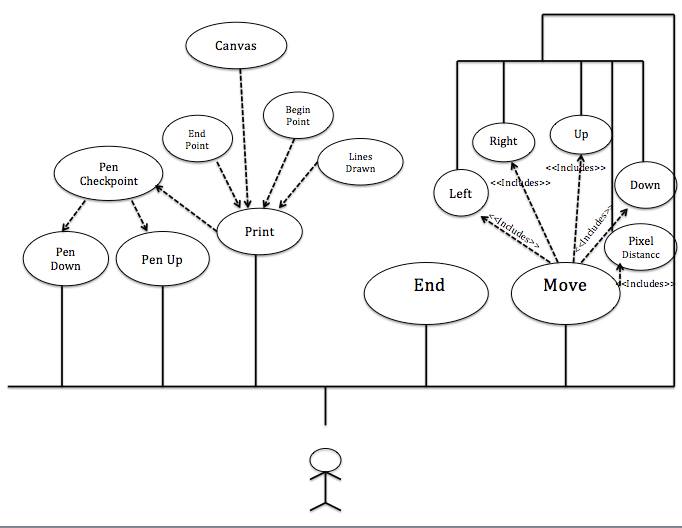 Canvas
Begin
Point
End
Point
Lines
Drawn
Pen
Checkpoint
Print
Pen
Down
Pen Up
Right
Up
<<Includes>>
<<Includes>>
Left
Down
<<Includes>>
<<Includes>>
Pixel
Distance
<<Includes>>
End
Move